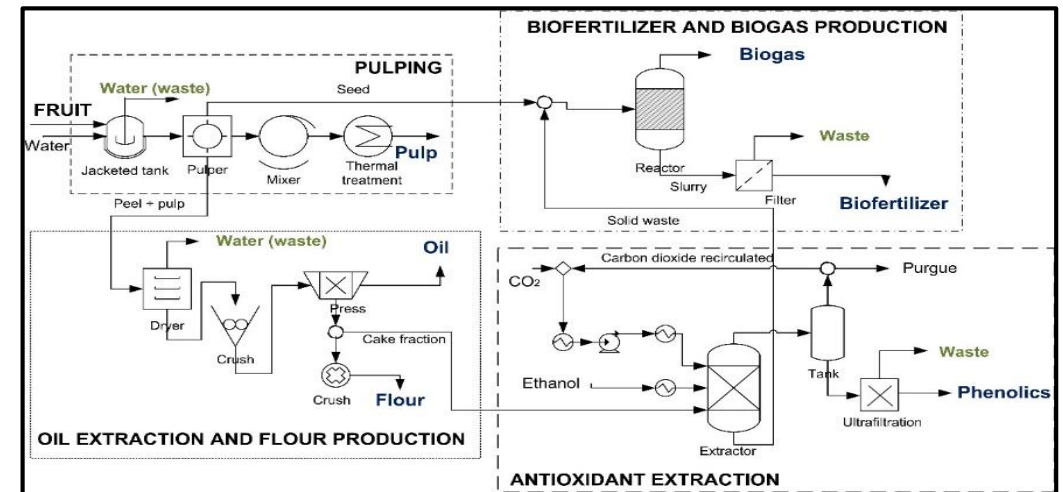 PULPING
Water (waste)
FRUIT
Water
Jacketed tank
Pulper
Mixer
Thermal
treatment
Pulp
Seed
Peel + pulp
BIOFERTILIZER AND BIOGAS PRODUCTION
Biogas
Reactor
Slurry
Waste
Filter
Biofertilizer
Solid waste
Water (waste)
Oil
Dryer
Crush
Press
Cake fraction
Crush
Flour
OIL EXTRACTION AND FLOUR PRODUCTION
Carbon dioxide recirculated
Purgue
CO2
Ethanol
Extractor
Tank
Waste
Phenolics
Ultrafiltration
ANTIOXIDANT EXTRACTION